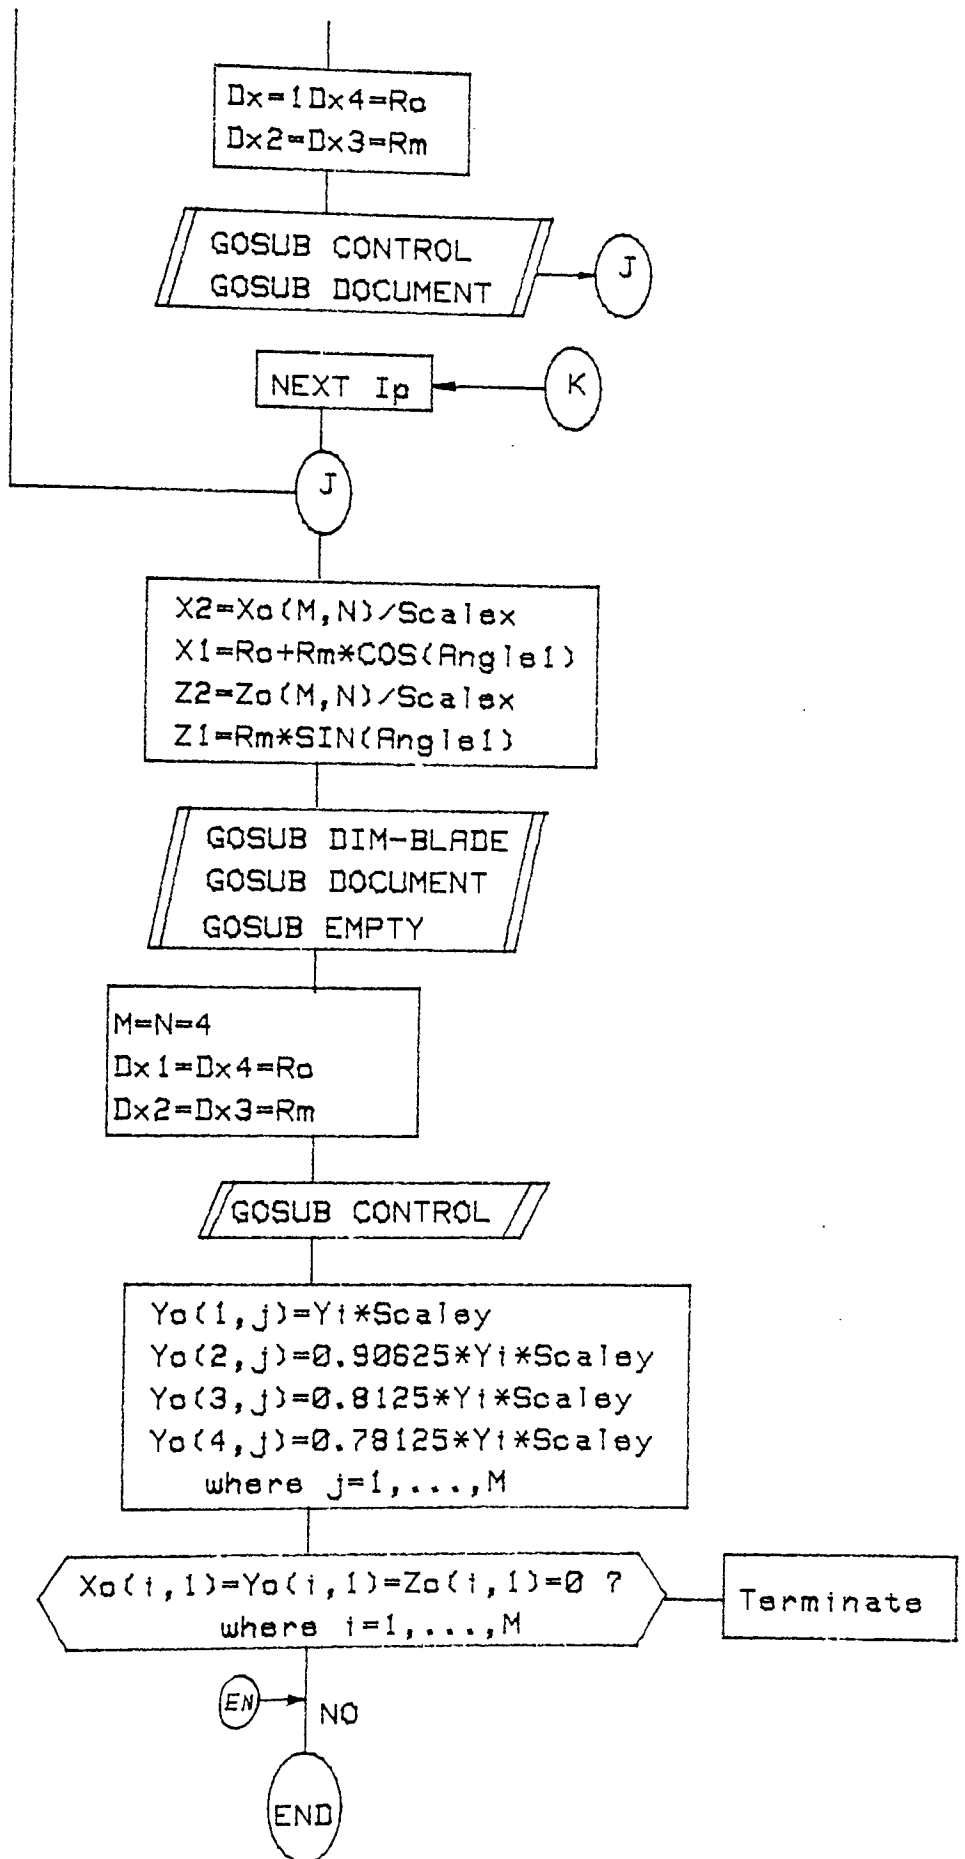 Dx=1Dx4=Ro
Dx2=Dx3=Rm
GOSUB CONTROL
GOSUB DOCUMENT
J
NEXT Ip
K
J
X2=Xo(M,N)/Scalex
X1=Ro+Rm*COS(Angle1)
Z2=Zo(M,N)/Scalex
Z1=Rm*SIN(Angle1)
GOSUB DIM-BLADE
GOSUB DOCUMENT
GOSUB EMPTY
M=N=4
Dx1=Dx4=Ro
Dx2=Dx3=Rm
GOSUB CONTROL
Yo(1,j)=Yi*Scaley
Yo(2,j)=0.90625*Yi*Scaley
Yo(3,j)=0.8125*Yi*Scaley
Yo(4,j)=0.78125*Yi*Scaley
where j=1,...,M
Xo(i,1)=Yo(i,1)=Zo(i,1)=0 ?
where i=1,...,M
Terminate
EN
NO
END